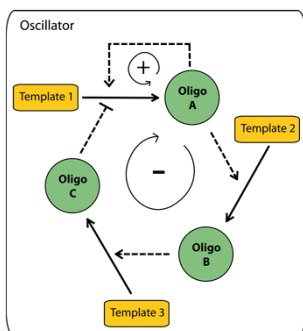 Oscillator
+
Template 1
Oligo
A
Template 2
Oligo
C
-
Oligo
B
Template 3